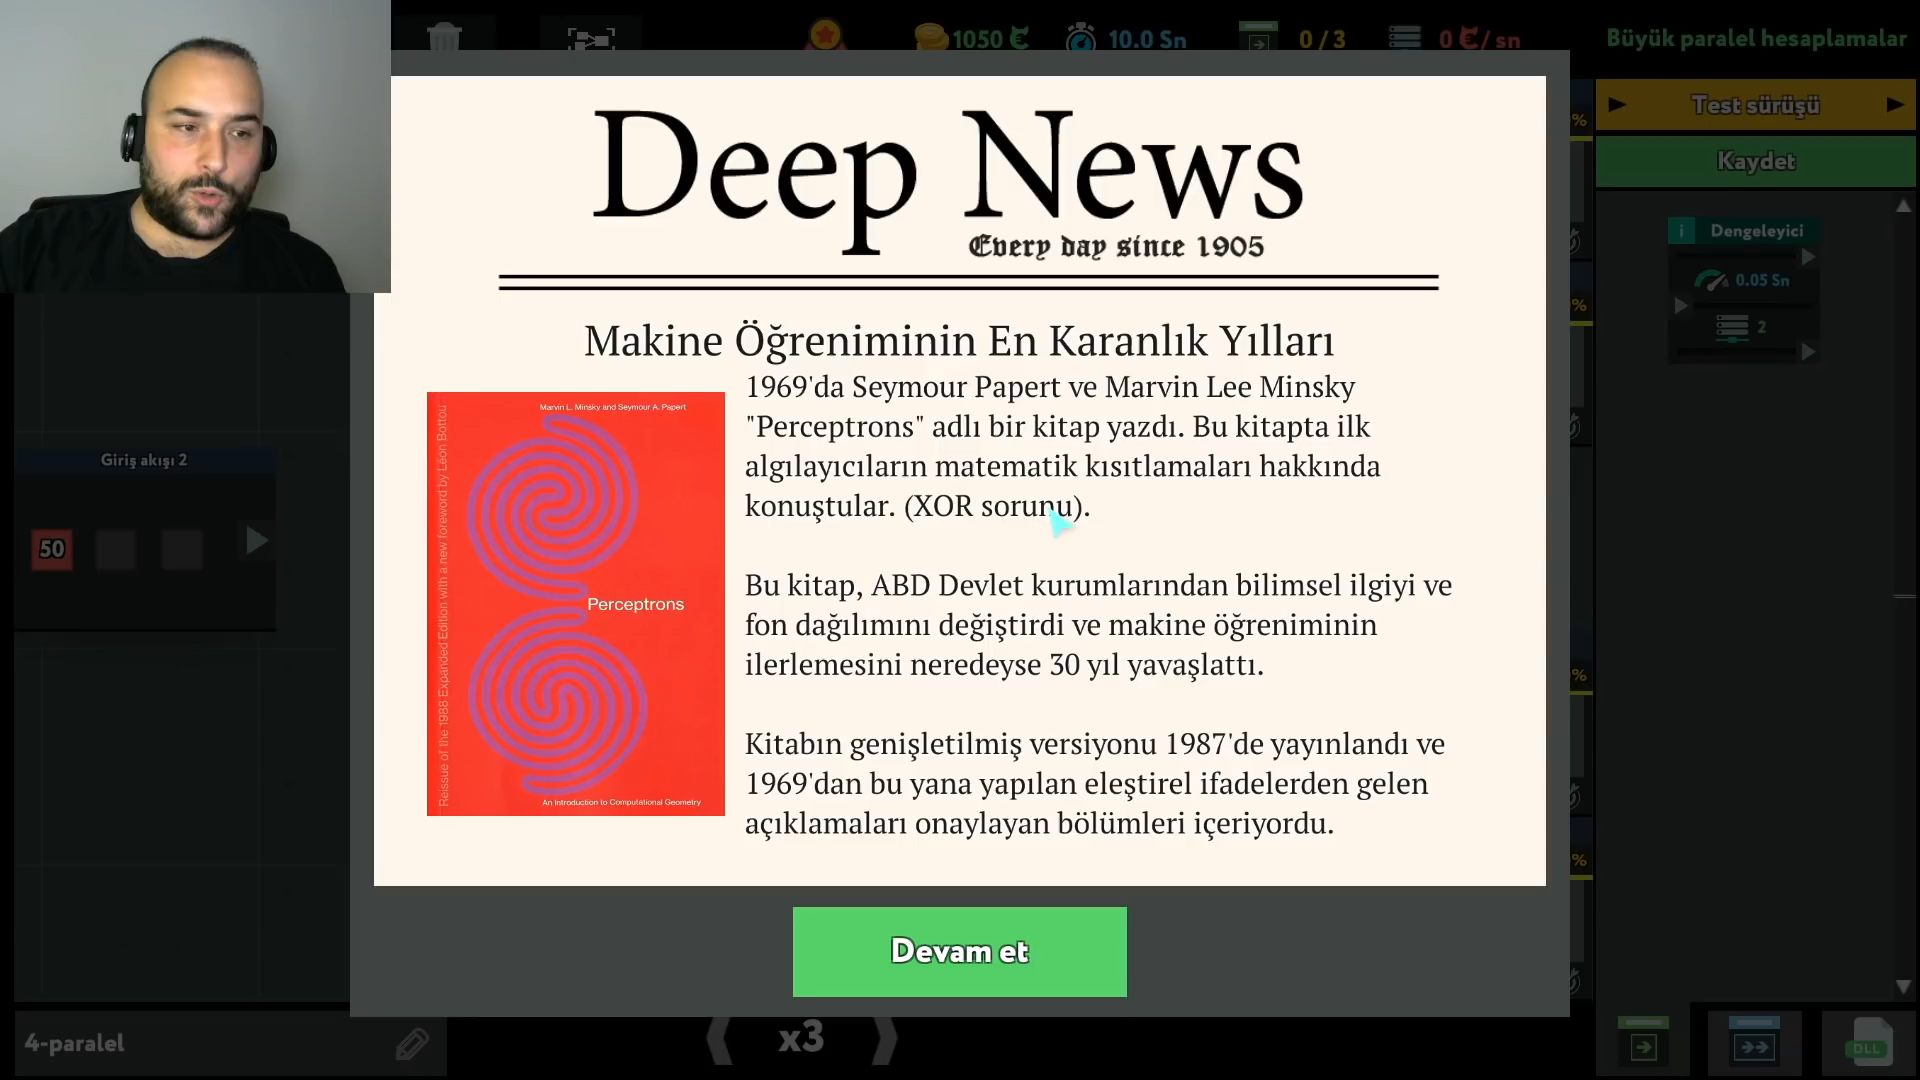 1050
10.0 Sn
0 / 3
0 €/ sn
Büyük paralel hesaplamalar
Test sürüşü
Kaydet
Dengeleyici
0.05 Sn
2
Giriş akışı 2
50
Deep News
Every day since 1905
Makine Öğreniminin En Karanlık Yılları
1969'da Seymour Papert ve Marvin Lee Minsky
"Perceptrons" adlı bir kitap yazdı. Bu kitapta ilk
algılayıcıların matematik kısıtlamaları hakkında
konuştular. (XOR sorunu).
Bu kitap, ABD Devlet kurumlarından bilimsel ilgiyi ve
fon dağılımını değiştirdi ve makine öğreniminin
ilerlemesini neredeyse 30 yıl yavaşlattı.
Kitabın genişletilmiş versiyonu 1987'de yayınlandı ve
1969'dan bu yana yapılan eleştirel ifadelerden gelen
açıklamaları onaylayan bölümleri içeriyordu.
Marvin L. Minsky and Seymour A. Papert
Reissue of the 1988 Expanded Edition with a new foreword by Léon Bottou
Perceptrons
An Introduction to Computational Geometry
Devam et
4-paralel
x3
DLL